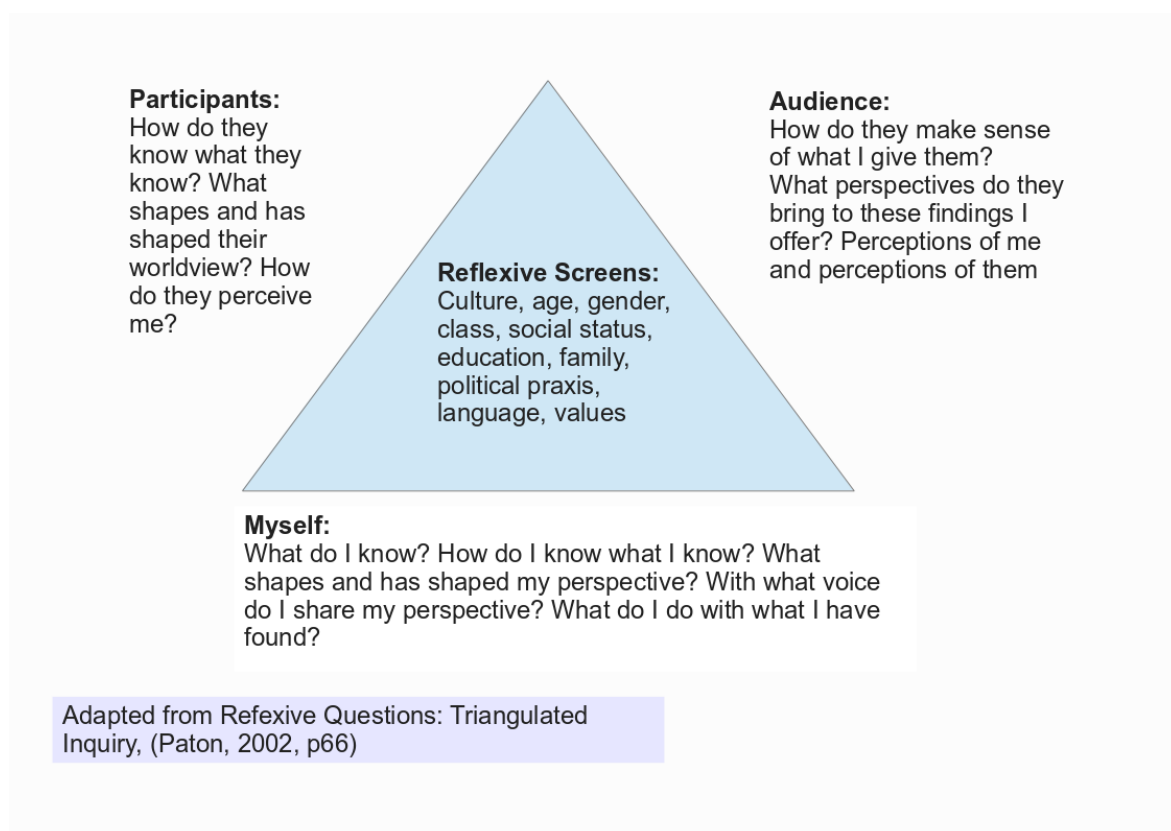 Participants:
How do they
know what they
know? What
shapes and has
shaped their
worldview? How
do they perceive
me?
Audience:
How do they make sense
of what I give them?
What perspectives do they
bring to these findings I
offer? Perceptions of me
and perceptions of them
Reflexive Screens:
Culture, age, gender,
class, social status,
education, family,
political praxis,
language, values
Myself:
What do I know? How do I know what I know? What
shapes and has shaped my perspective? With what voice
do I share my perspective? What do I do with what I have
found?
Adapted from Refexive Questions: Triangulated
Inquiry, (Paton, 2002, p66)